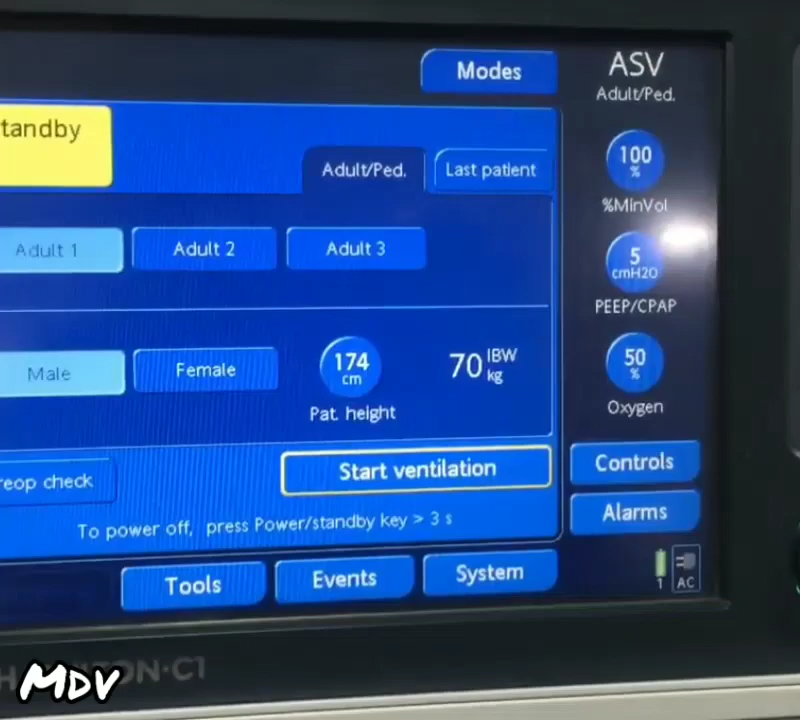 Modes
ASV
Adult/Ped.
tandby
Adult/Ped.
Last patient
100
%
%MinVol
Adult 1
Adult 2
Adult 3
5
cmH2O
PEEP/CPAP
Male
Female
174
cm
Pat. height
70 IBW
kg
50
%
Oxygen
reop check
Start ventilation
Controls
To power off, press Power/standby key > 3 s
Alarms
Tools
Events
System
1
AC
MDV
ON·C1